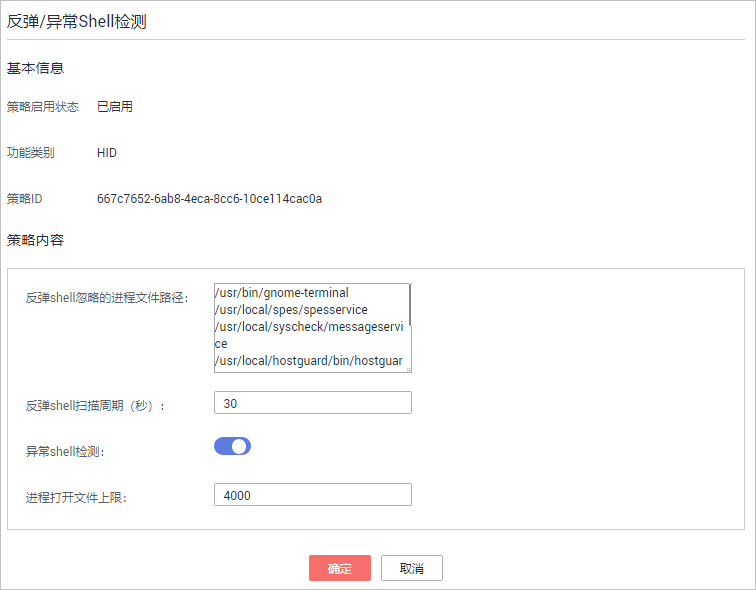 反弹/异常Shell检测
基本信息
策略启用状态 已启用
功能类别 HID
策略ID 667c7652-6ab8-4eca-8cc6-10ce114cac0a
策略内容
反弹shell忽略的进程文件路径：
/usr/bin/gnome-terminal
/usr/local/spes/spesservice
/usr/local/syscheck/messageservi
ce
/usr/local/hostguard/bin/hostguar
反弹shell扫描周期（秒）： 30
异常shell检测：
进程打开文件上限： 4000
确定 取消